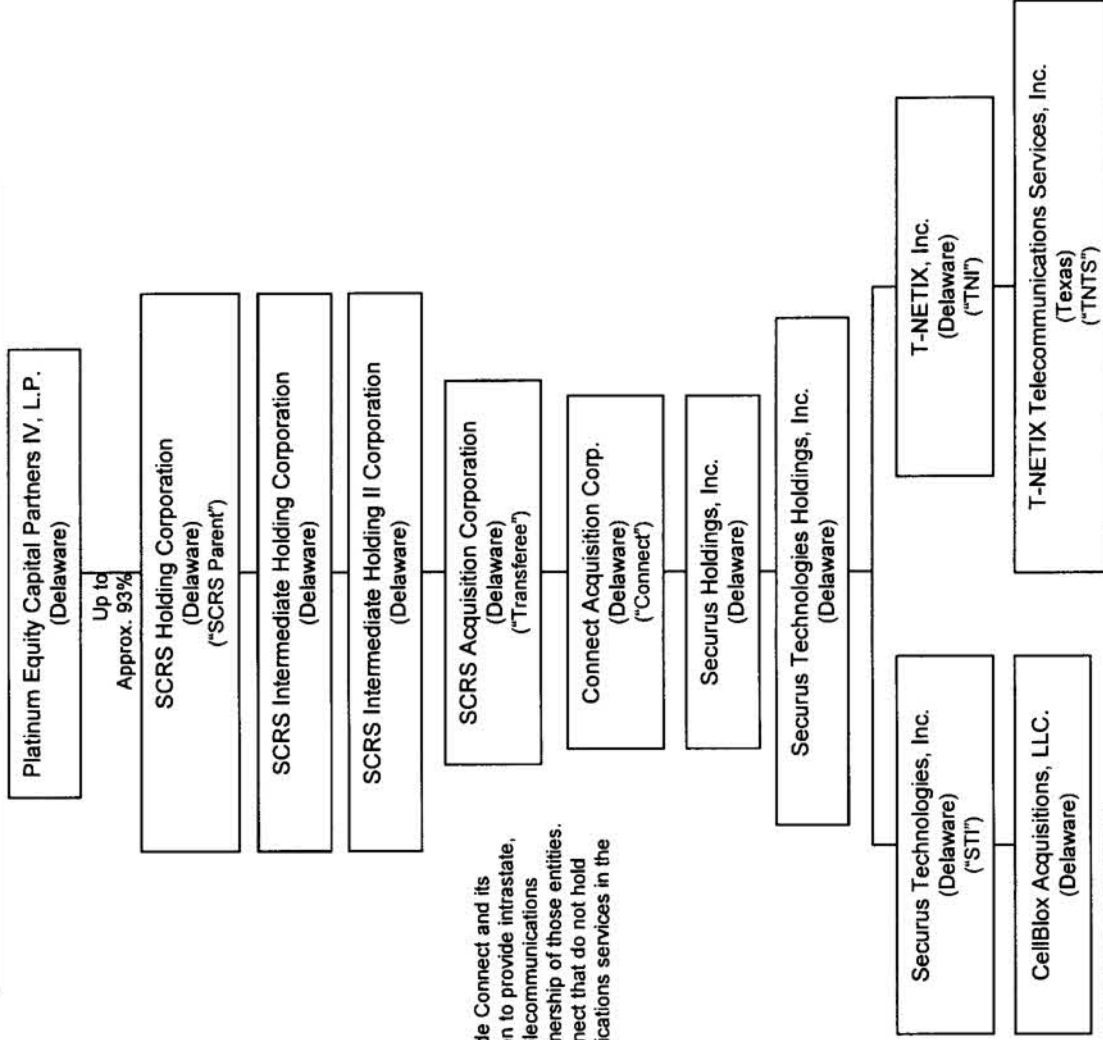 Platinum Equity Capital Partners IV, L.P.
(Delaware)
Up to
Approx. 93%
SCRS Holding Corporation
(Delaware)
("SCRS Parent")
SCRS Intermediate Holding Corporation
(Delaware)
SCRS Intermediate Holding II Corporation
(Delaware)
SCRS Acquisition Corporation
(Delaware)
("Transferee")
Connect Acquisition Corp.
(Delaware)
("Connect")
Securus Holdings, Inc.
(Delaware)
Securus Technologies Holdings, Inc.
(Delaware)
de Connect and its
n to provide intrastate,
lecommunications
nership of those entities.
nect that do not hold
ications services in the
Securus Technologies, Inc.
(Delaware)
("STI")
CellBlox Acquisitions, LLC.
(Delaware)
T-NETIX, Inc.
(Delaware)
("TNI")
T-NETIX Telecommunications Services, Inc.
(Texas)
("TNTS")